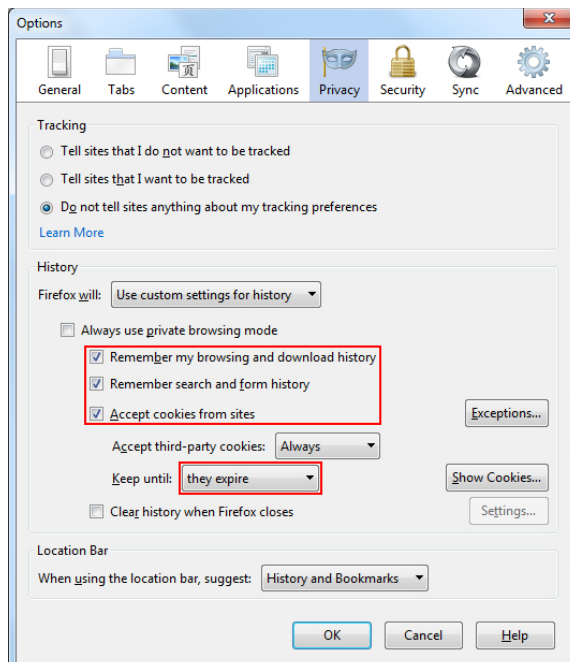 Options
General Tabs Content Applications Privacy Security Sync Advanced
Tracking
Tell sites that I do not want to be tracked
Tell sites that I want to be tracked
Do not tell sites anything about my tracking preferences
Learn More
History
Firefox will: Use custom settings for history
Always use private browsing mode
Remember my browsing and download history
Remember search and form history
Accept cookies from sites Exceptions...
Accept third-party cookies: Always
Keep until: they expire Show Cookies...
Clear history when Firefox closes Settings...
Location Bar
When using the location bar, suggest: History and Bookmarks
OK Cancel Help